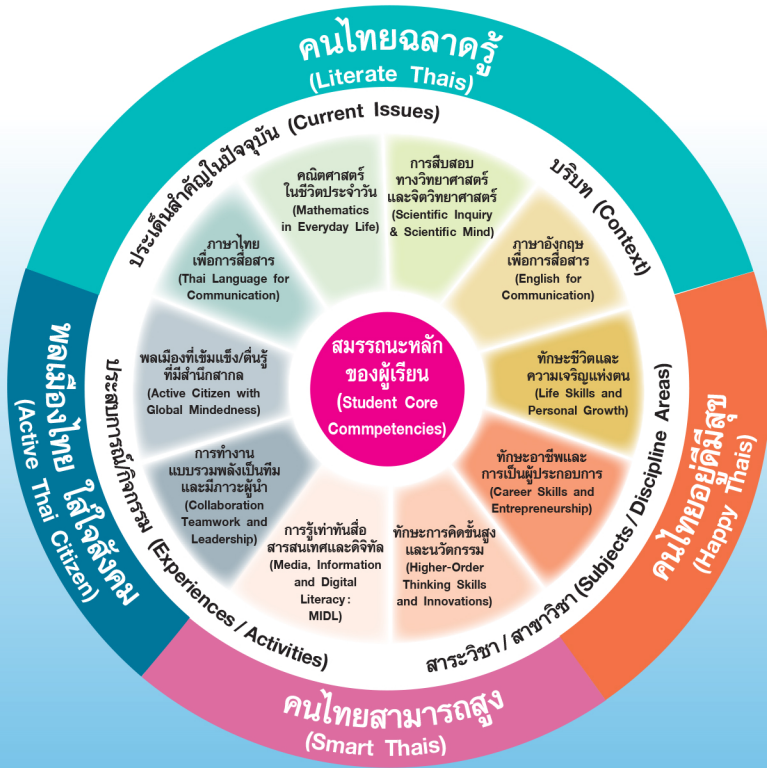 คนไทยฉลาดรู้
(Literate Thais)
ประเด็นสำคัญในปัจจุบัน (Current Issues)
บริบท (Context)
คณิตศาสตร์
ในชีวิตประจำวัน
(Mathematics
in Everyday Life)
การสืบสอบ
ทางวิทยาศาสตร์
และจิตวิทยาศาสตร์
(Scientific Inquiry
& Scientific Mind)
ภาษาไทย
เพื่อการสื่อสาร
(Thai Language for
Communication)
ภาษาอังกฤษ
เพื่อการสื่อสาร
(English for
Communication)
พลเมืองที่เข้มแข็ง/ตื่นรู้
ที่มีสำนึกสากล
(Active Citizen with
Global Mindedness)
สมรรถนะหลัก
ของผู้เรียน
(Student Core
Commpetencies)
ทักษะชีวิตและ
ความเจริญแห่งตน
(Life Skills and
Personal Growth)
การทำงาน
แบบรวมพลังเป็นทีม
และมีภาวะผู้นำ
(Collaboration
Teamwork and
Leadership)
ทักษะอาชีพและ
การเป็นผู้ประกอบการ
(Career Skills and
Entrepreneurship)
การรู้เท่าทันสื่อ
สารสนเทศและดิจิทัล
(Media, Information
and Digital
Literacy:
MIDL)
ทักษะการคิดขั้นสูง
และนวัตกรรม
(Higher-Order
Thinking Skills
and Innovations)
พลเมืองไทย ใส่ใจสังคม
(Active Thai Citizen)
ประสบการณ์/กิจกรรม (Experiences / Activities)
สาระวิชา / สาขาวิชา (Subjects / Discipline Areas)
คนไทยอยู่ดีมีสุข
(Happy Thais)
คนไทยสามารถสูง
(Smart Thais)